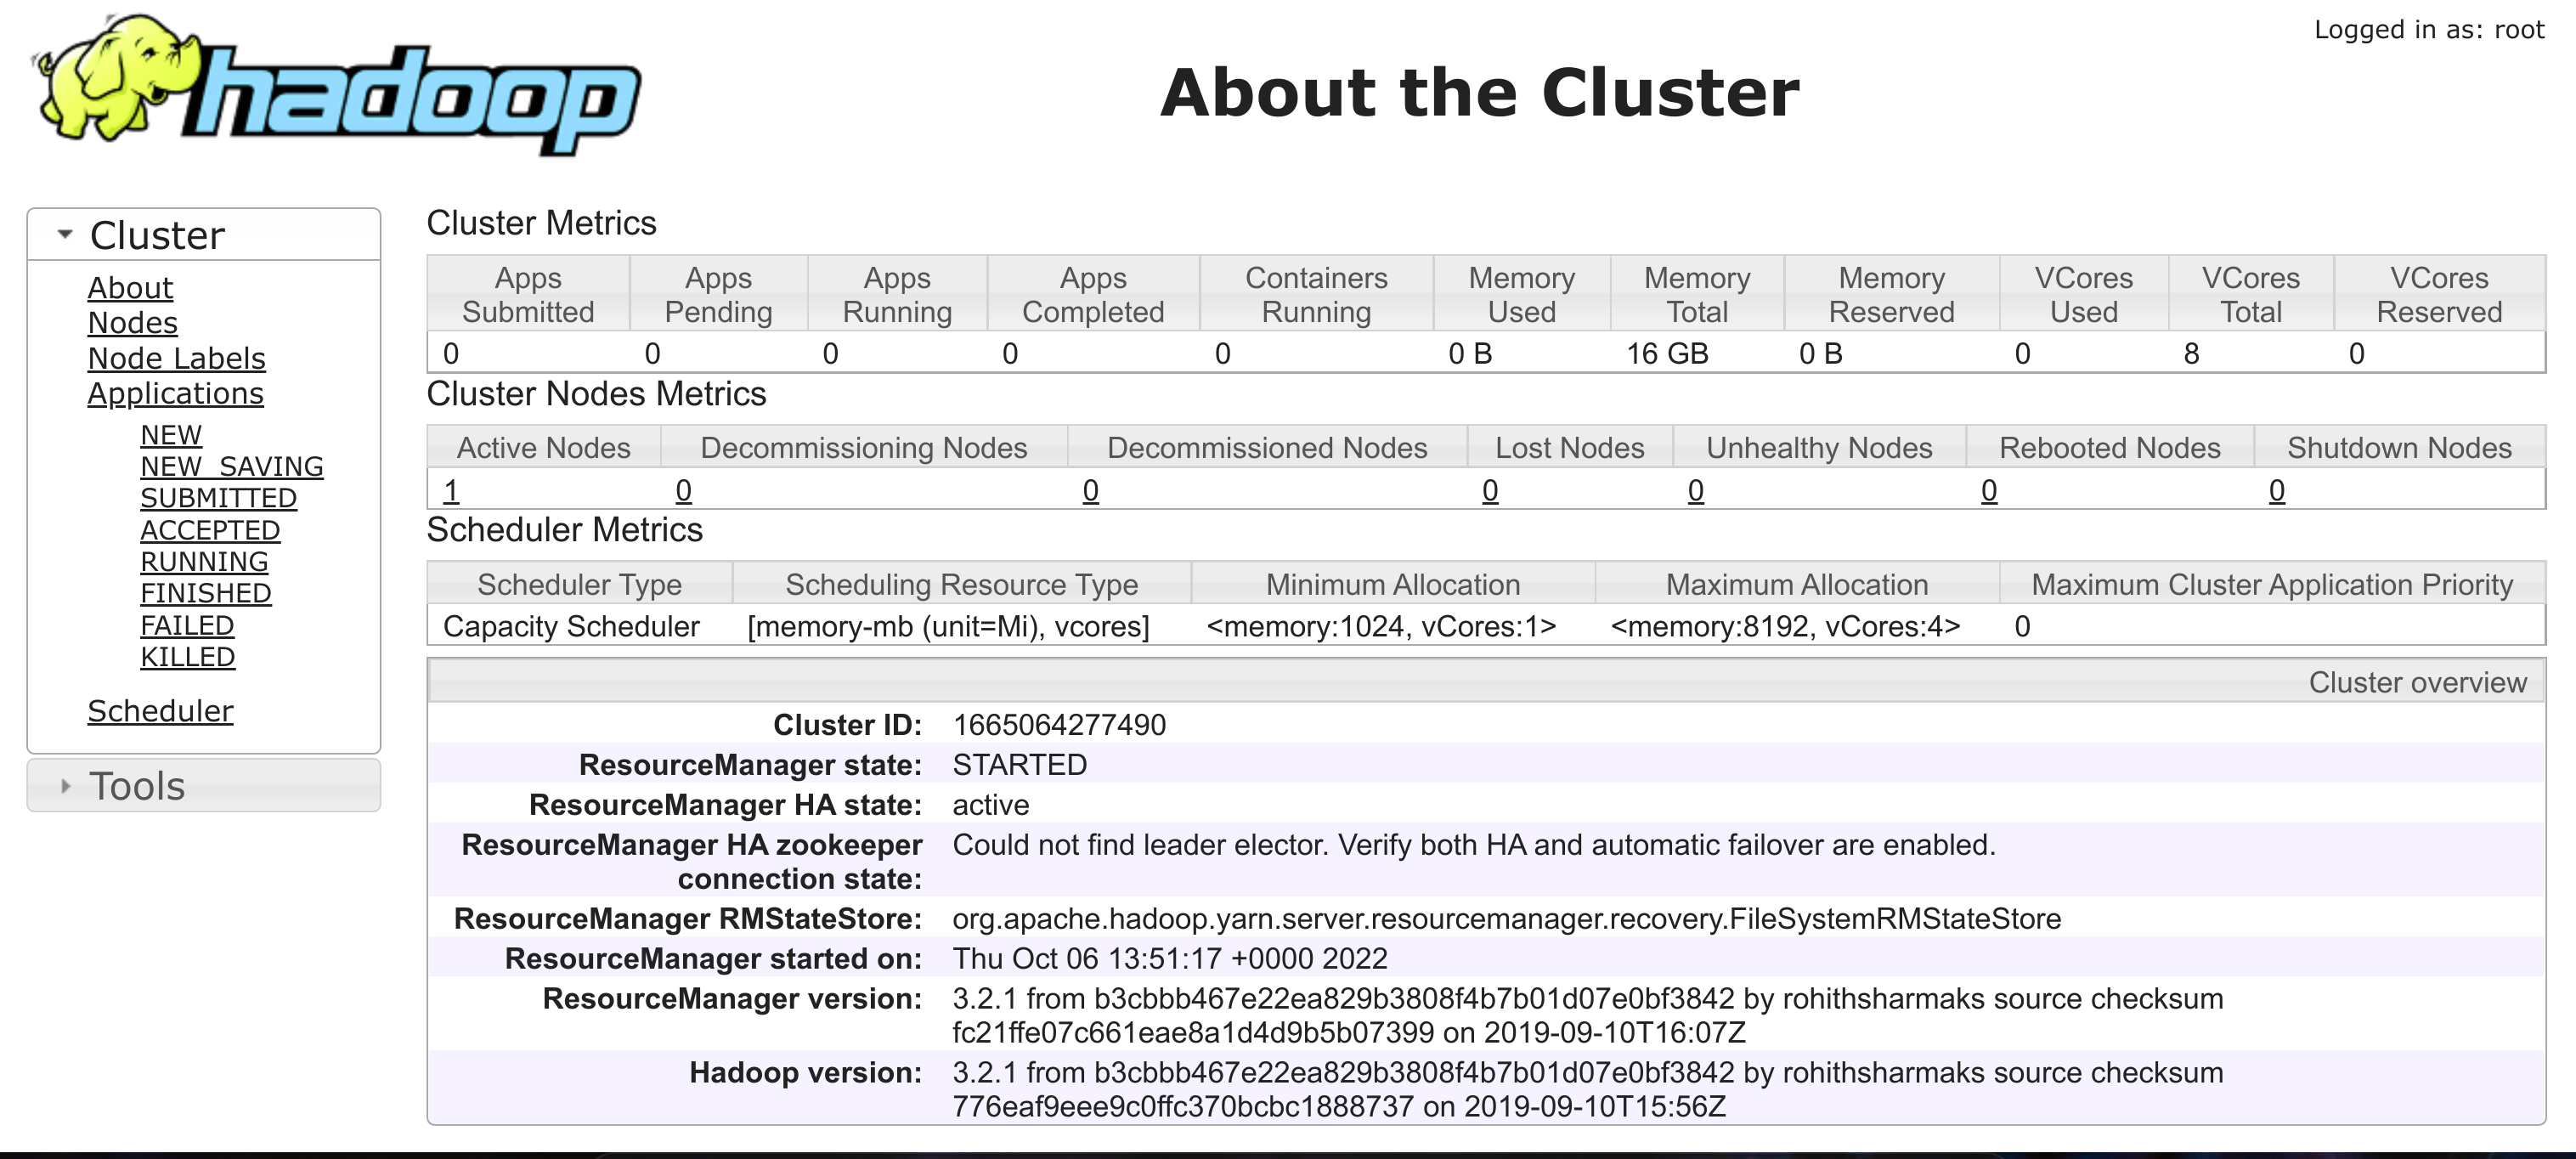 hadoop
Logged in as: root
About the Cluster
Cluster
About
Nodes
Node Labels
Applications
NEW
NEW_SAVING
SUBMITTED
ACCEPTED
RUNNING
FINISHED
FAILED
KILLED
Scheduler
Tools
Cluster Metrics
Apps Submitted Apps Pending Apps Running Apps Completed Containers Running Memory Used Memory Total Memory Reserved VCores Used VCores Total VCores Reserved
0 0 0 0 0 0 B 16 GB 0 B 0 8 0
Cluster Nodes Metrics
Active Nodes Decommissioning Nodes Decommissioned Nodes Lost Nodes Unhealthy Nodes Rebooted Nodes Shutdown Nodes
1 0 0 0 0 0 0
Scheduler Metrics
Scheduler Type Scheduling Resource Type Minimum Allocation Maximum Allocation Maximum Cluster Application Priority
Capacity Scheduler [memory-mb (unit=Mi), vcores] <memory:1024, vCores:1> <memory:8192, vCores:4> 0
Cluster overview
Cluster ID: 1665064277490
ResourceManager state: STARTED
ResourceManager HA state: active
ResourceManager HA zookeeper connection state: Could not find leader elector. Verify both HA and automatic failover are enabled.
ResourceManager RMStateStore: org.apache.hadoop.yarn.server.resourcemanager.recovery.FileSystemRMStateStore
ResourceManager started on: Thu Oct 06 13:51:17 +0000 2022
ResourceManager version: 3.2.1 from b3cbbb467e22ea829b3808f4b7b01d07e0bf3842 by rohithsharmaks source checksum
fc21ffe07c661eae8a1d4d9b5b07399 on 2019-09-10T16:07Z
Hadoop version: 3.2.1 from b3cbbb467e22ea829b3808f4b7b01d07e0bf3842 by rohithsharmaks source checksum
776eaf9eee9c0ffc370bcbc1888737 on 2019-09-10T15:56Z